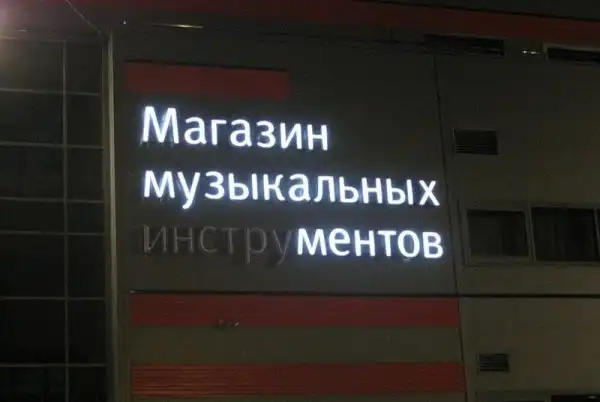 Магазин
музыкальных
инструментов